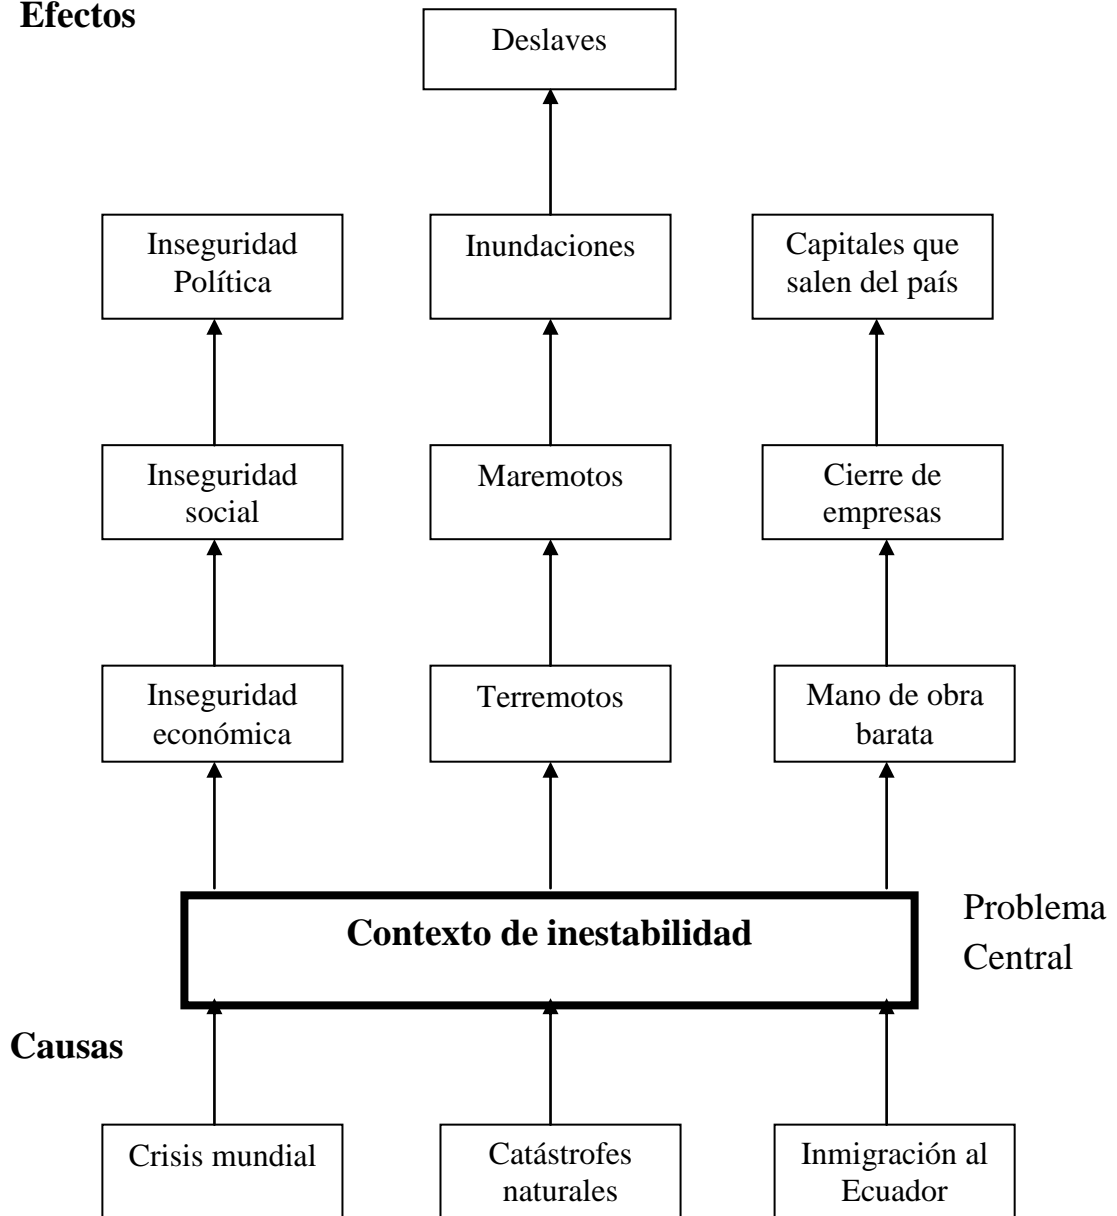 Efectos
Deslaves
Inseguridad
Política
Inundaciones
Capitales que
salen del país
Inseguridad
social
Maremotos
Cierre de
empresas
Inseguridad
económica
Terremotos
Mano de obra
barata
Contexto de inestabilidad
Problema
Central
Causas
Crisis mundial
Catástrofes
naturales
Inmigración al
Ecuador